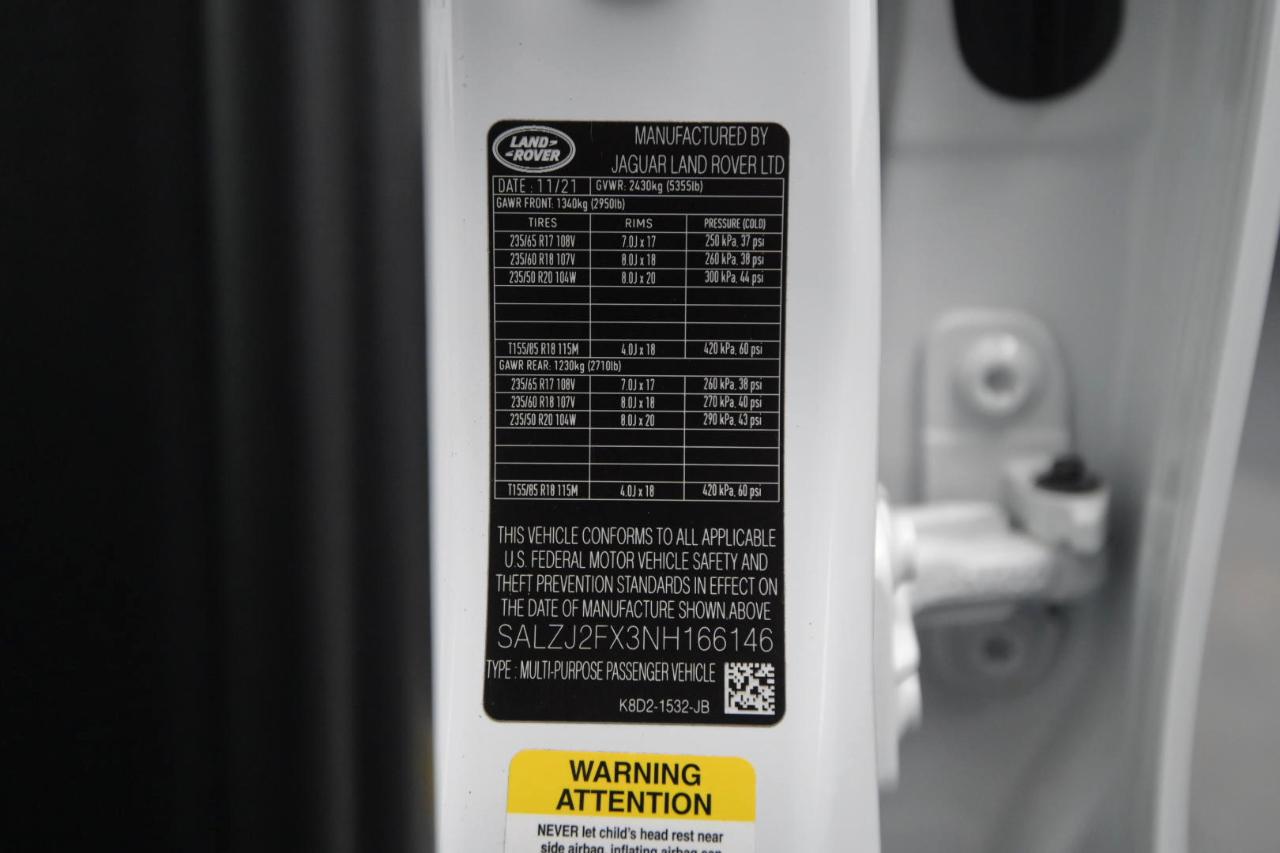 LAND-
-ROVER
MANUFACTURED BY
JAGUAR LAND ROVER LTD
DATE : 11/21 GVWR: 2430kg (5355lb)
GAWR FRONT: 1340kg (2950lb)
TIRES RIMS PRESSURE (COLD)
235/65 R17 108V 7.0J x 17 250 kPa, 37 psi
235/60 R18 107V 8.0J x 18 260 kPa, 38 psi
235/50 R20 104W 8.0J x 20 300 kPa, 44 psi
T155/85 R18 115M 4.0J x 18 420 kPa, 60 psi
GAWR REAR: 1230kg (2710lb)
235/65 R17 108V 7.0J x 17 260 kPa, 38 psi
235/60 R18 107V 8.0J x 18 270 kPa, 40 psi
235/50 R20 104W 8.0J x 20 290 kPa, 43 psi
T155/85 R18 115M 4.0J x 18 420 kPa, 60 psi
THIS VEHICLE CONFORMS TO ALL APPLICABLE
U.S. FEDERAL MOTOR VEHICLE SAFETY AND
THEFT PREVENTION STANDARDS IN EFFECT ON
THE DATE OF MANUFACTURE SHOWN ABOVE
SALZJ2FX3NH166146
TYPE : MULTI-PURPOSE PASSENGER VEHICLE
K8D2-1532-JB
WARNING
ATTENTION
NEVER let child's head rest near
side airbag, inflating airbag can